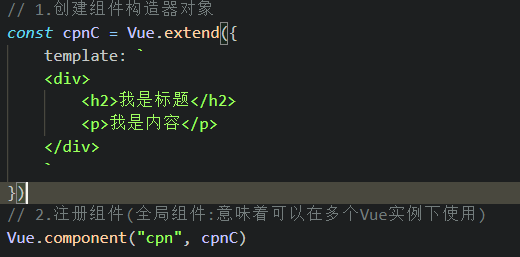 // 1.创建组件构造器对象
const cpnC = Vue.extend({
    template: `
    <div>
        <h2>我是标题</h2>
        <p>我是内容</p>
    </div>
    `
})
// 2.注册组件(全局组件:意味着可以在多个Vue实例下使用)
Vue.component("cpn", cpnC)